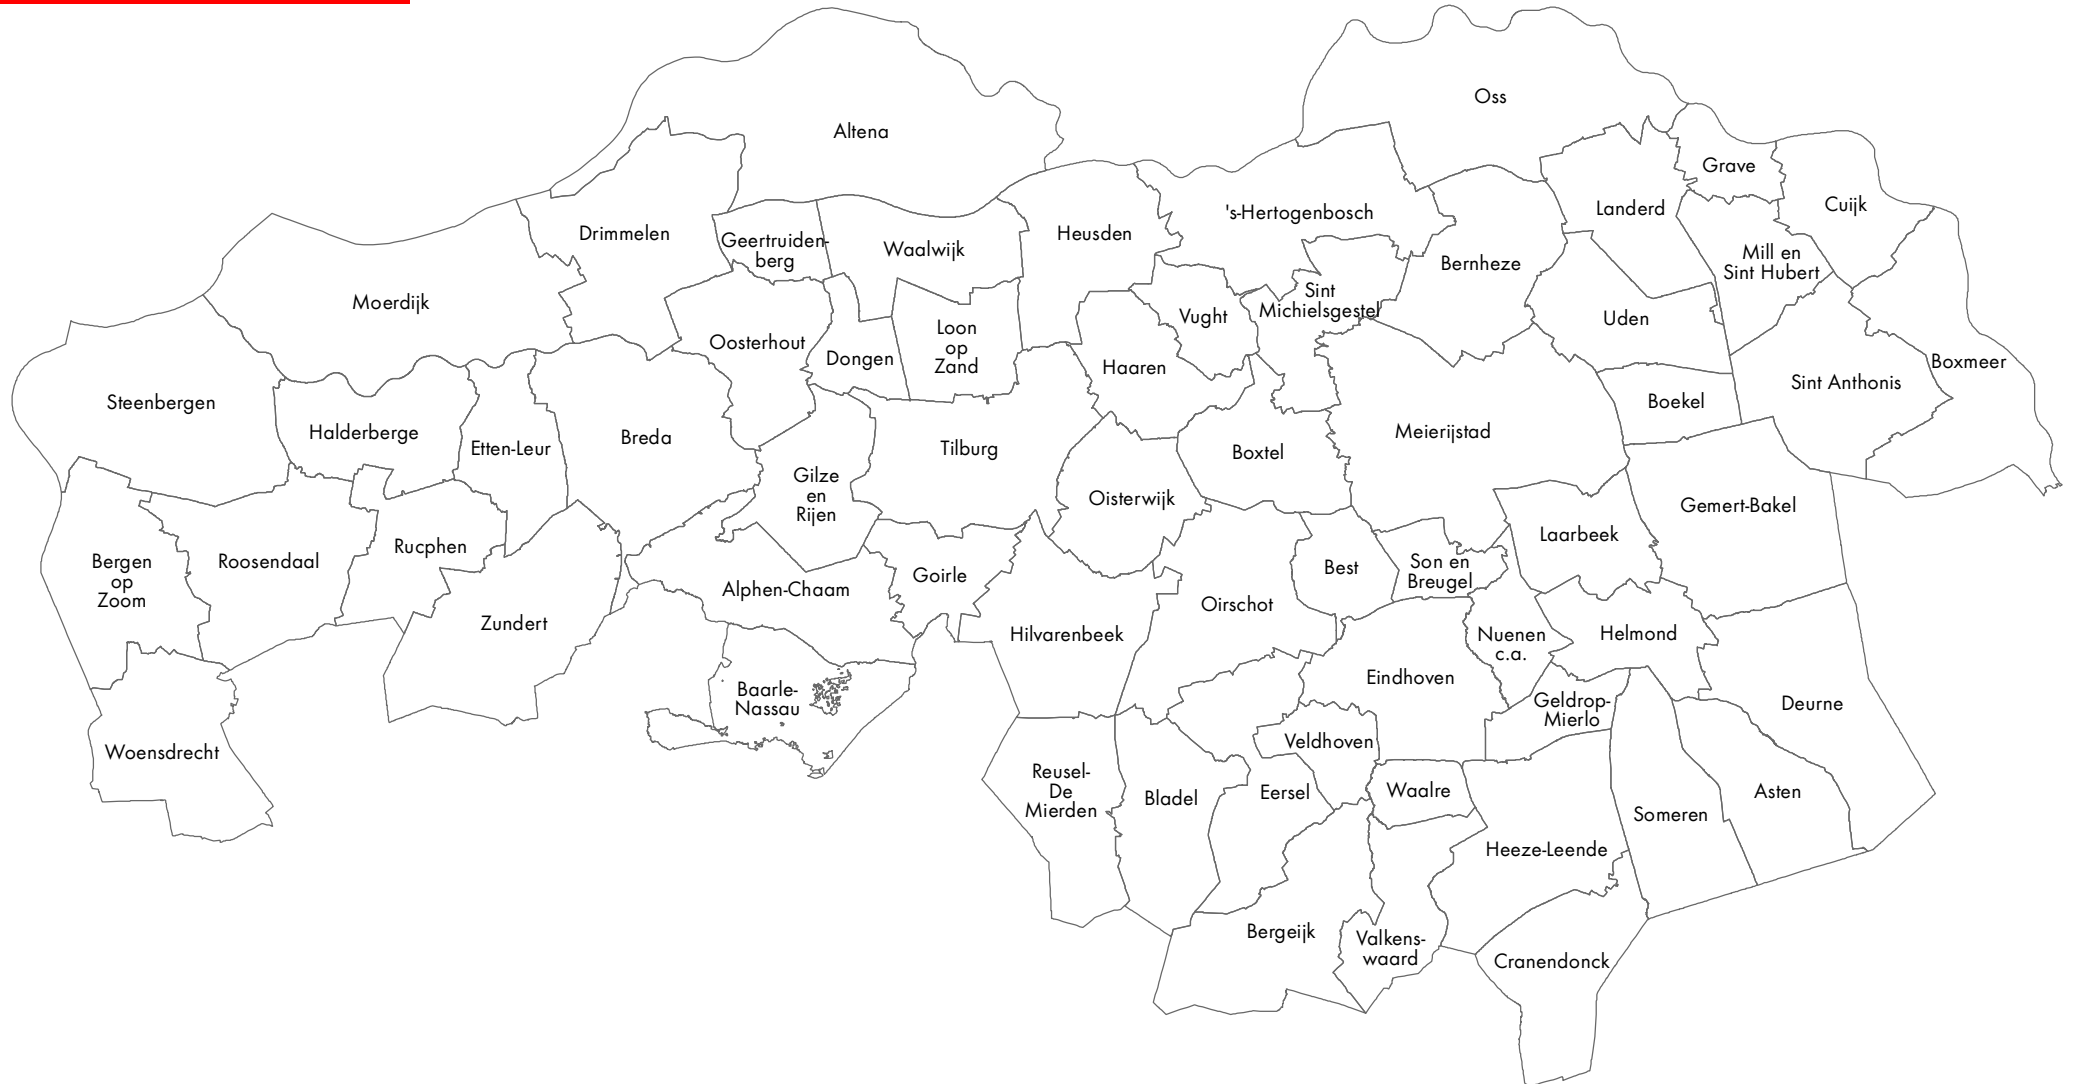 Oss
Altena
Grave
Cuijk
Landerd
's-Hertogenbosch
Drimmelen
Heusden
Geertruiden-
berg
Waalwijk
Mill en
Sint Hubert
Bernheze
Moerdijk
Sint
Michielsgestel
Vught
Uden
Loon
op
Zand
Oosterhout
Dongen
Haaren
Boxmeer
Sint Anthonis
Steenbergen
Boekel
Halderberge
Meierijstad
Breda
Etten-Leur
Tilburg
Boxtel
Gilze
en
Rijen
Oisterwijk
Gemert-Bakel
Laarbeek
Rucphen
Roosendaal
Bergen
op
Zoom
Best
Son en
Breugel
Goirle
Alphen-Chaam
Oirschot
Zundert
Hilvarenbeek
Nuenen
c.a.
Helmond
Eindhoven
Baarle-
Nassau
Geldrop-
Mierlo
Deurne
Woensdrecht
Veldhoven
Reusel-
De
Mierden
Bladel
Eersel
Waalre
Asten
Someren
Heeze-Leende
Bergeijk
Valkens-
waard
Cranendonck